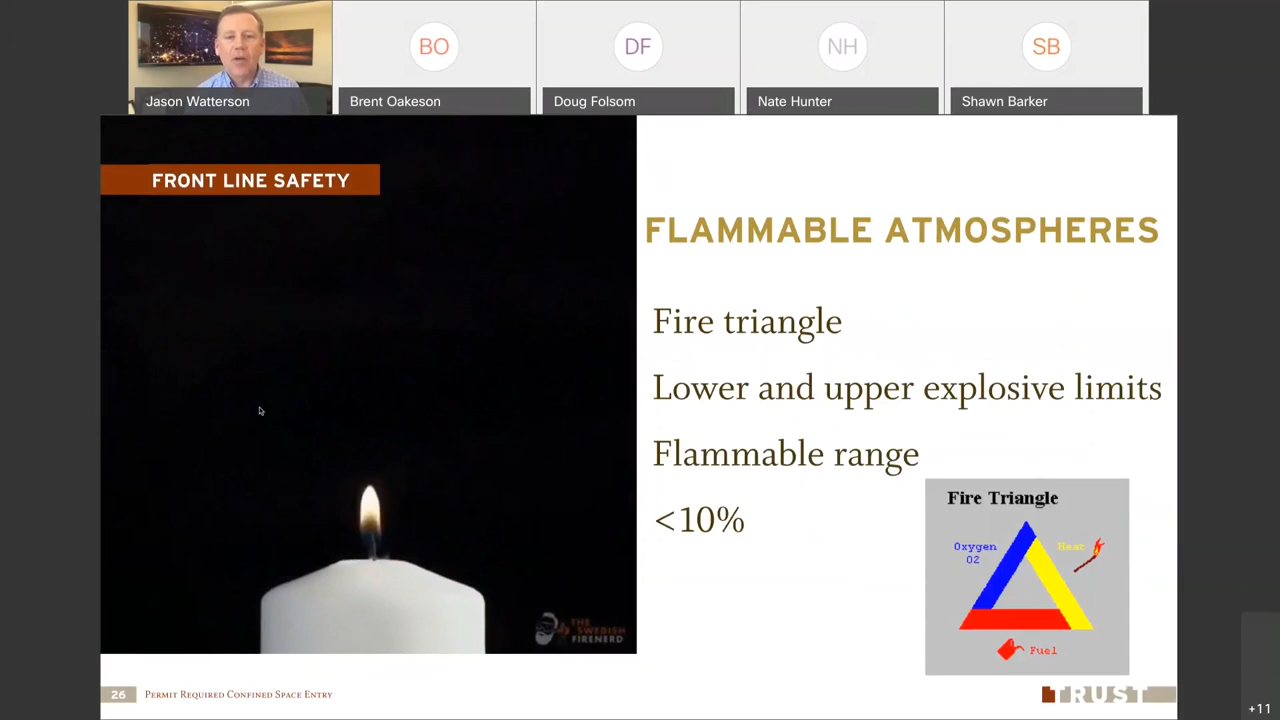 BO
DF
NH
SB
Jason Watterson
Brent Oakeson
Doug Folsom
Nate Hunter
Shawn Barker
FRONT LINE SAFETY
FLAMMABLE ATMOSPHERES
Fire triangle
Lower and upper explosive limits
Flammable range
<10%
Fire Triangle
Oxygen
O2
Heat
Fuel
THE
SWEDISH
FIRENERD
26
PERMIT REQUIRED CONFINED SPACE ENTRY
TRUST
+11